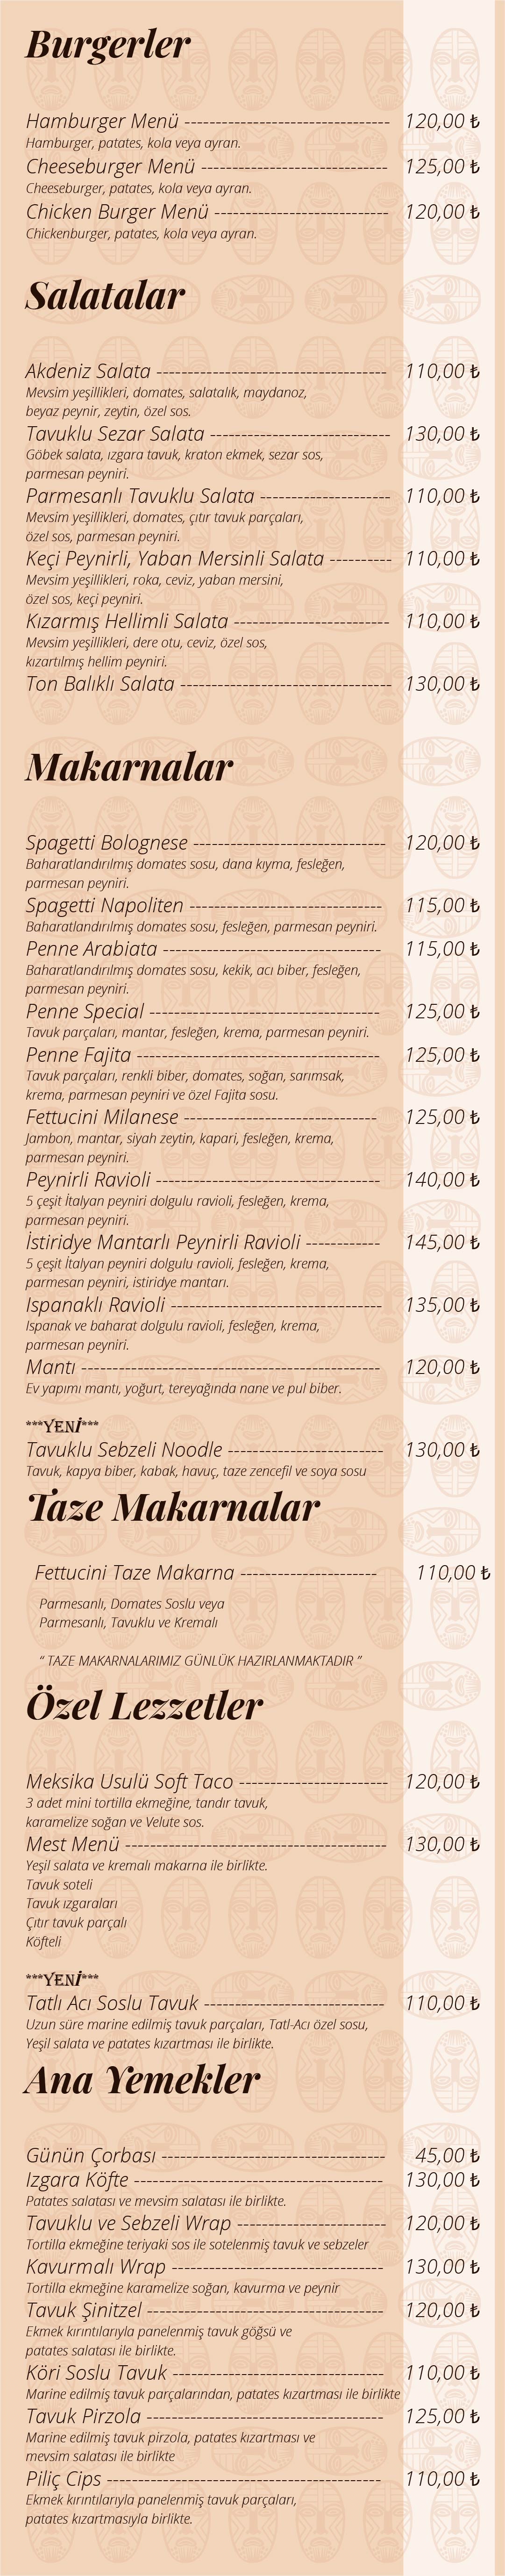 Burgerler
Hamburger Menü ------------------------------- 120,00 ₺
Hamburger, patates, kola veya ayran.
Cheeseburger Menü ----------------------------- 125,00 ₺
Cheeseburger, patates, kola veya ayran.
Chicken Burger Menü --------------------------- 120,00 ₺
Chickenburger, patates, kola veya ayran.
Salatalar
Akdeniz Salata ----------------------------------- 110,00 ₺
Mevsim yeşillikleri, domates, salatalık, maydanoz,
beyaz peynir, zeytin, özel sos.
Tavuklu Sezar Salata ---------------------------- 130,00 ₺
Göbek salata, ızgara tavuk, kraton ekmek, sezar sos,
parmesan peyniri.
Parmesanlı Tavuklu Salata -------------------- 110,00 ₺
Mevsim yeşillikleri, domates, çıtır tavuk parçaları,
özel sos, parmesan peyniri.
Keçi Peynirli, Yaban Mersinli Salata ---------- 110,00 ₺
Mevsim yeşillikleri, roka, ceviz, yaban mersini,
özel sos, keçi peyniri.
Kızarmış Hellimli Salata ------------------------ 110,00 ₺
Mevsim yeşillikleri, dere otu, ceviz, özel sos,
kızartılmış hellim peyniri.
Ton Balıklı Salata -------------------------------- 130,00 ₺
Makarnalar
Spagetti Bolognese ------------------------------ 120,00 ₺
Baharatlandırılmış domates sosu, dana kıyma, fesleğen,
parmesan peyniri.
Spagetti Napoliten ------------------------------ 115,00 ₺
Baharatlandırılmış domates sosu, fesleğen, parmesan peyniri.
Penne Arabiata ---------------------------------- 115,00 ₺
Baharatlandırılmış domates sosu, kekik, acı biber, fesleğen,
parmesan peyniri.
Penne Special ------------------------------------ 125,00 ₺
Tavuk parçaları, mantar, fesleğen, krema, parmesan peyniri.
Penne Fajita -------------------------------------- 125,00 ₺
Tavuk parçaları, renkli biber, domates, soğan, sarımsak,
krema, parmesan peyniri ve özel Fajita sosu.
Fettucini Milanese ------------------------------ 125,00 ₺
Jambon, mantar, siyah zeytin, kapari, fesleğen, krema,
parmesan peyniri.
Peynirli Ravioli ----------------------------------- 140,00 ₺
5 çeşit İtalyan peyniri dolgulu ravioli, fesleğen, krema,
parmesan peyniri.
İstiridye Mantarlı Peynirli Ravioli ------------ 145,00 ₺
5 çeşit İtalyan peyniri dolgulu ravioli, fesleğen, krema,
parmesan peyniri, istiridye mantarı.
Ispanaklı Ravioli --------------------------------- 135,00 ₺
Ispanak ve baharat dolgulu ravioli, fesleğen, krema,
parmesan peyniri.
Mantı ----------------------------------------------- 120,00 ₺
Ev yapımı mantı, yoğurt, tereyağında nane ve pul biber.
***YENİ***
Tavuklu Sebzeli Noodle ------------------------ 130,00 ₺
Tavuk, kapya biber, kabak, havuç, taze zencefil ve soya sosu
Taze Makarnalar
Fettucini Taze Makarna --------------------- 110,00 ₺
Parmesanlı, Domates Soslu veya
Parmesanlı, Tavuklu ve Kremalı
“ TAZE MAKARNALARIMIZ GÜNLÜK HAZIRLANMAKTADIR ”
Özel Lezzetler
Meksika Usulü Soft Taco ----------------------- 120,00 ₺
3 adet mini tortilla ekmeğine, tandır tavuk,
karamelize soğan ve Velute sos.
Mest Menü ---------------------------------------- 130,00 ₺
Yeşil salata ve kremalı makarna ile birlikte.
Tavuk soteli
Tavuk ızgaraları
Çıtır tavuk parçalı
Köfteli
***YENİ***
Tatlı Acı Soslu Tavuk ---------------------------- 110,00 ₺
Uzun süre marine edilmiş tavuk parçaları, Tatl-Acı özel sosu,
Yeşil salata ve patates kızartması ile birlikte.
Ana Yemekler
Günün Çorbası ----------------------------------- 45,00 ₺
Izgara Köfte --------------------------------------- 130,00 ₺
Patates salatası ve mevsim salatası ile birlikte.
Tavuklu ve Sebzeli Wrap ----------------------- 120,00 ₺
Tortilla ekmeğine teriyaki sos ile sotelenmiş tavuk ve sebzeler
Kavurmalı Wrap --------------------------------- 130,00 ₺
Tortilla ekmeğine karamelize soğan, kavurma ve peynir
Tavuk Şinitzel ------------------------------------- 120,00 ₺
Ekmek kırıntılarıyla panelenmiş tavuk göğsü ve
patates salatası ile birlikte.
Köri Soslu Tavuk --------------------------------- 110,00 ₺
Marine edilmiş tavuk parçalarından, patates kızartması ile birlikte
Tavuk Pirzola ------------------------------------- 125,00 ₺
Marine edilmiş tavuk pirzola, patates kızartması ve
mevsim salatası ile birlikte
Piliç Cips ------------------------------------------- 110,00 ₺
Ekmek kırıntılarıyla panelenmiş tavuk parçaları,
patates kızartmasıyla birlikte.